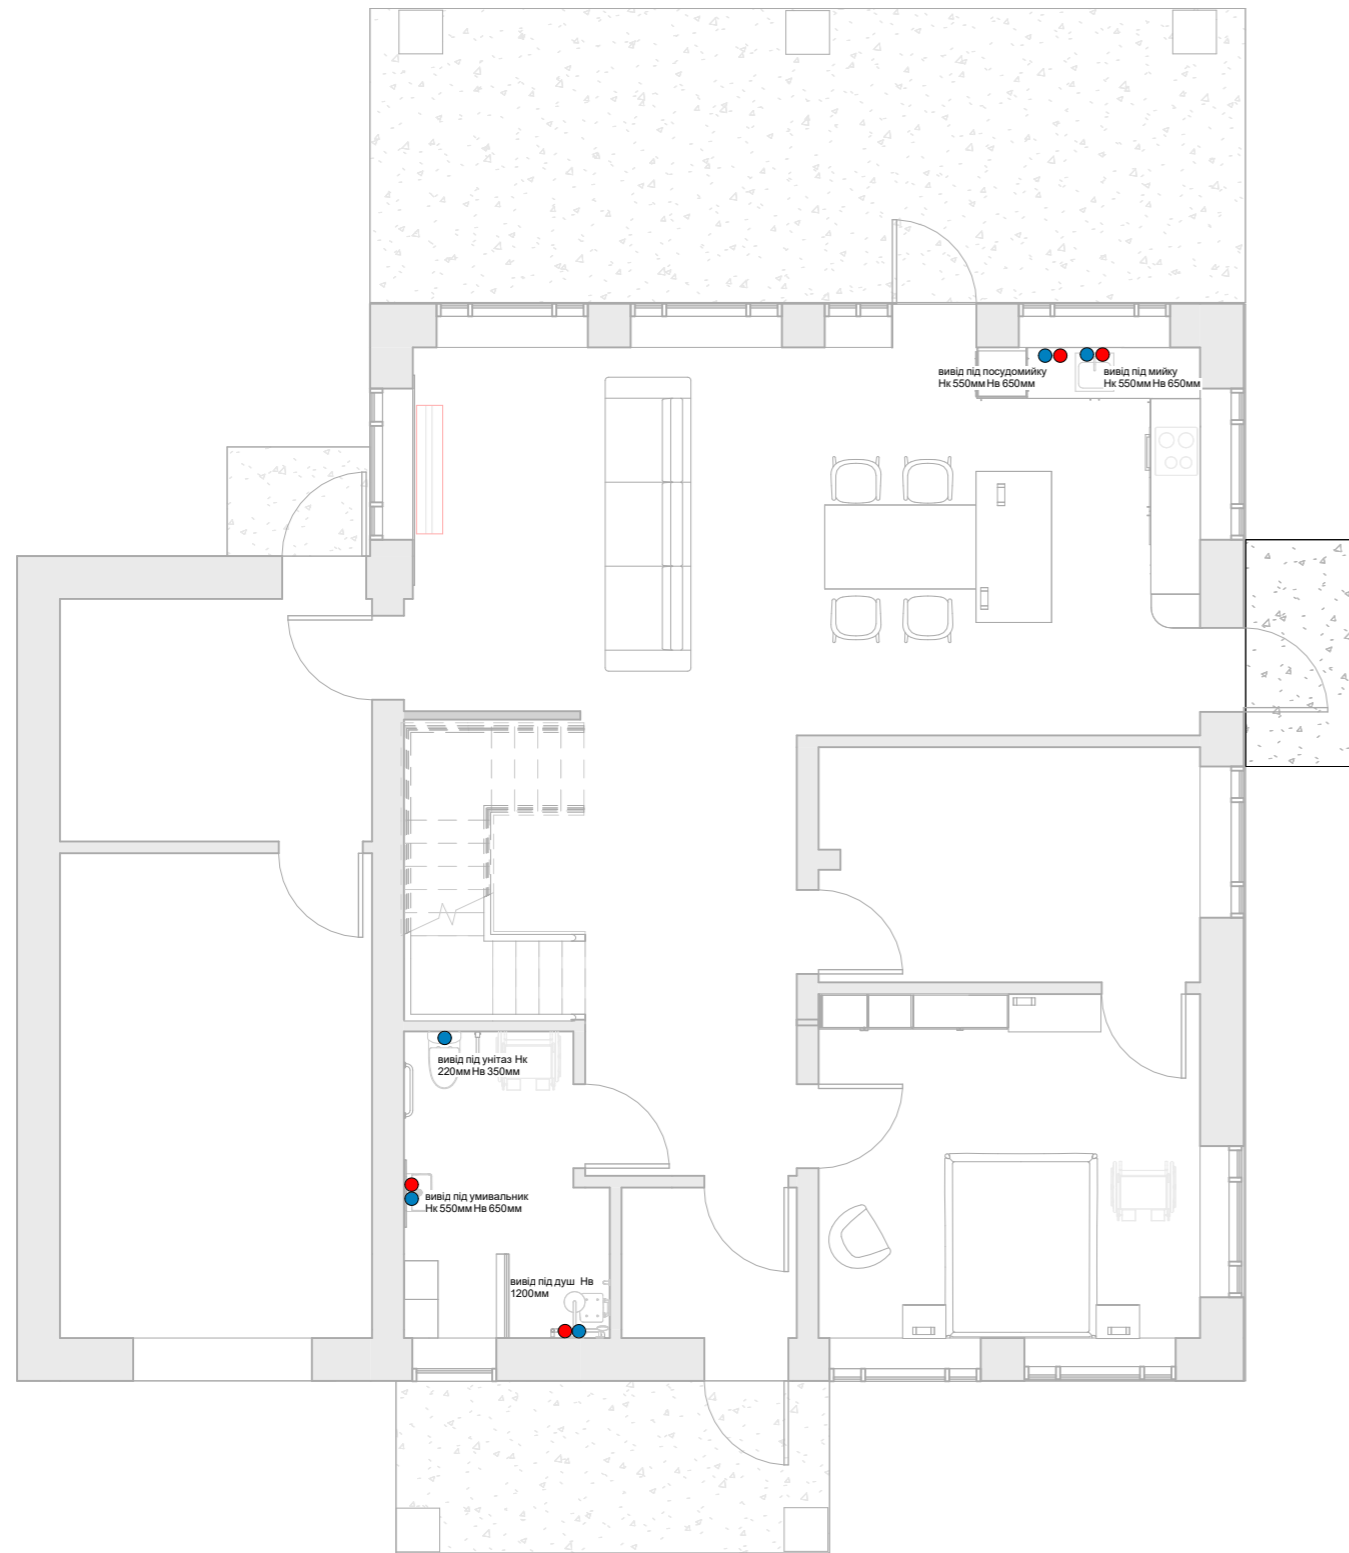 вивід під посудомийку
Нк 550мм Нв 650мм
вивід під мийку
Нк 550мм Нв 650мм
вивід під унітаз Нк
220мм Нв 350мм
вивід під умивальник
Нк 550мм Нв 650мм
вивід під душ Нв
1200мм